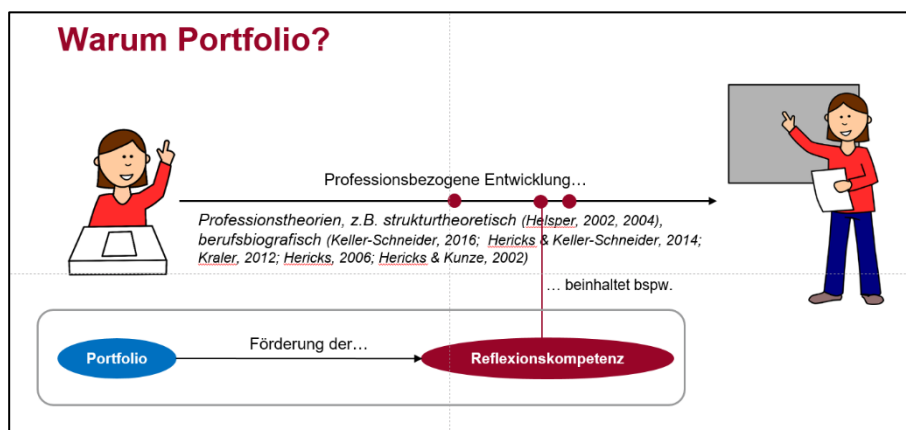 Warum Portfolio?
Professionsbezogene Entwicklung…
Professionstheorien, z.B. strukturtheoretisch (Helsper, 2002, 2004),
berufsbiografisch (Keller-Schneider, 2016; Hericks & Keller-Schneider, 2014;
Kraler, 2012; Hericks, 2006; Hericks & Kunze, 2002)
… beinhaltet bspw.
Portfolio
Förderung der…
Reflexionskompetenz